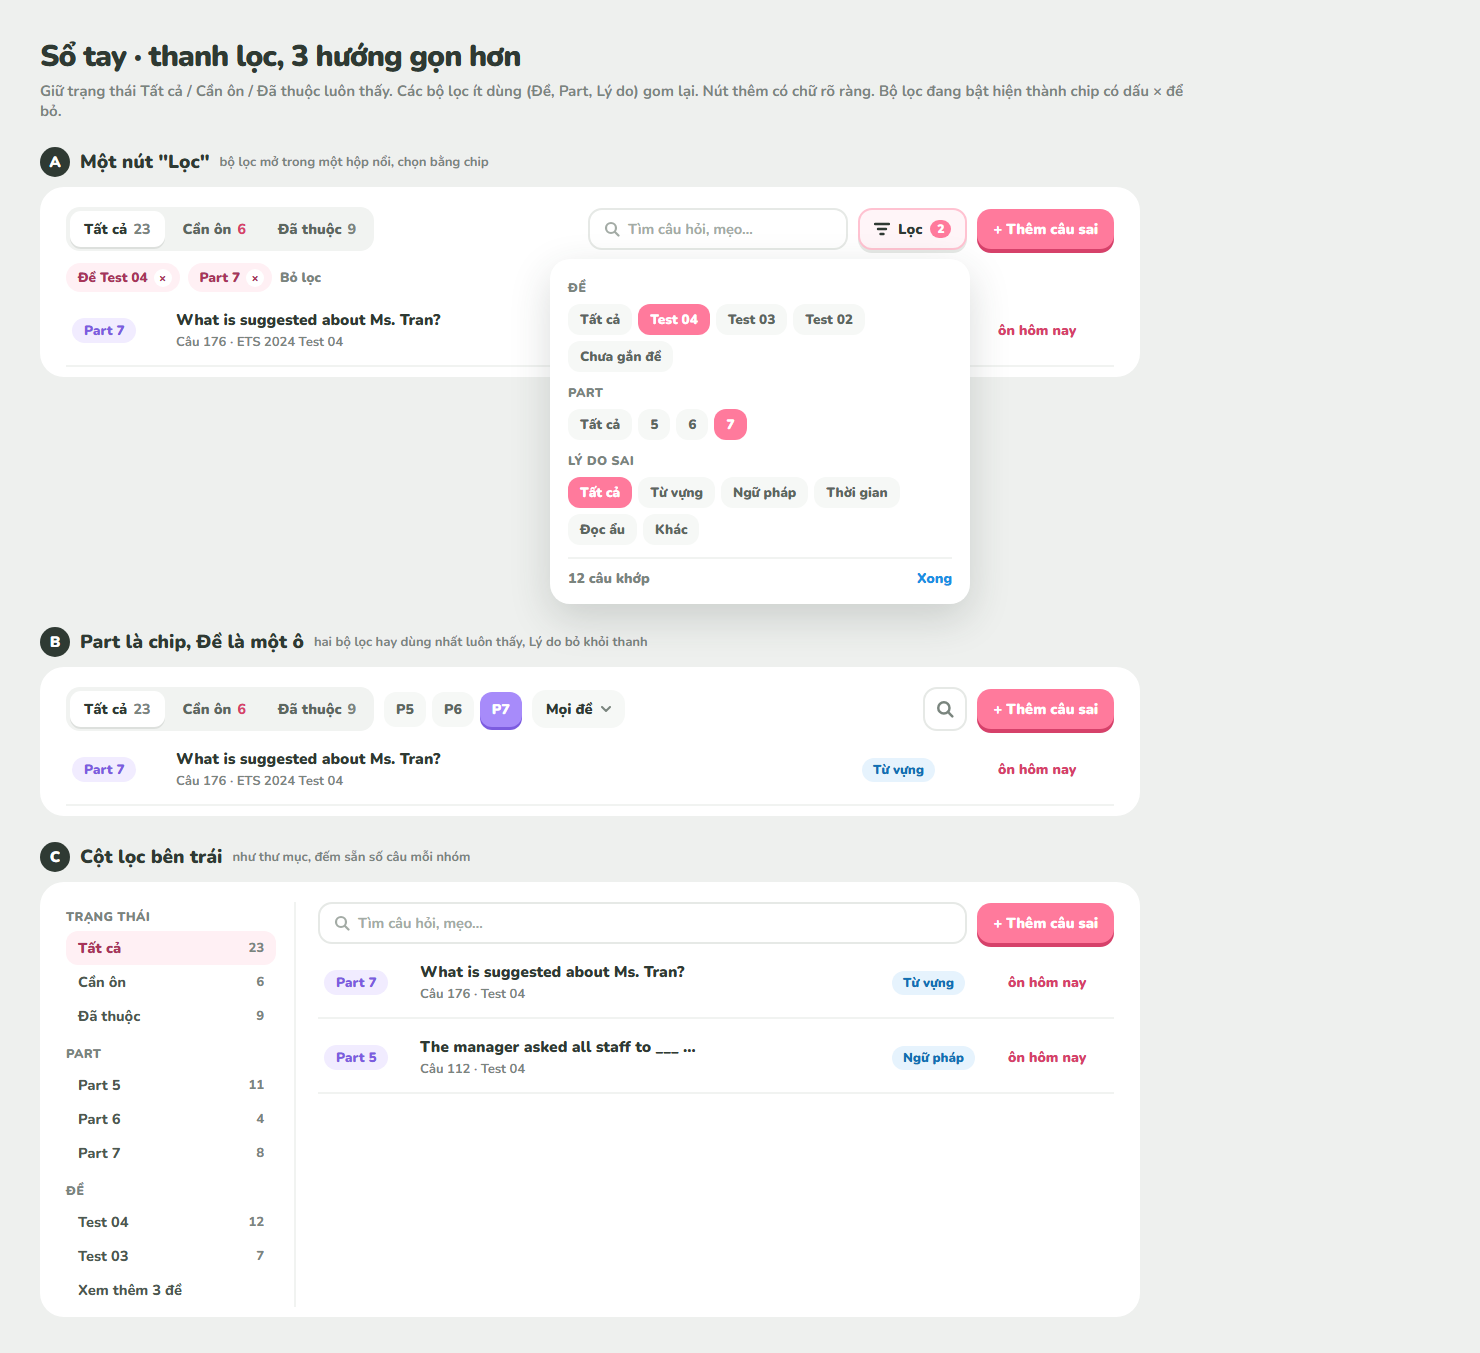 Sổ tay · thanh lọc, 3 hướng gọn hơn
Giữ trạng thái Tất cả / Cần ôn / Đã thuộc luôn thấy. Các bộ lọc ít dùng (Đề, Part, Lý do) gom lại. Nút thêm có chữ rõ ràng. Bộ lọc đang bật hiện thành chip có dấu × để
bỏ.
A Một nút "Lọc" bộ lọc mở trong một hộp nổi, chọn bằng chip
Tất cả 23 Cần ôn 6 Đã thuộc 9 Tìm câu hỏi, mẹo... Lọc 2 + Thêm câu sai
Đề Test 04 × Part 7 × Bỏ lọc
Part 7 What is suggested about Ms. Tran? ôn hôm nay
Câu 176 · ETS 2024 Test 04
ĐỀ
Tất cả Test 04 Test 03 Test 02
Chưa gắn đề
PART
Tất cả 5 6 7
LÝ DO SAI
Tất cả Từ vựng Ngữ pháp Thời gian
Đọc ẩu Khác
12 câu khớp Xong
B Part là chip, Đề là một ô hai bộ lọc hay dùng nhất luôn thấy, Lý do bỏ khỏi thanh
Tất cả 23 Cần ôn 6 Đã thuộc 9 P5 P6 P7 Mọi đề + Thêm câu sai
Part 7 What is suggested about Ms. Tran? Từ vựng ôn hôm nay
Câu 176 · ETS 2024 Test 04
C Cột lọc bên trái như thư mục, đếm sẵn số câu mỗi nhóm
TRẠNG THÁI
Tất cả 23
Cần ôn 6
Đã thuộc 9
PART
Part 5 11
Part 6 4
Part 7 8
ĐỀ
Test 04 12
Test 03 7
Xem thêm 3 đề
Tìm câu hỏi, mẹo... + Thêm câu sai
Part 7 What is suggested about Ms. Tran? Từ vựng ôn hôm nay
Câu 176 · Test 04
Part 5 The manager asked all staff to ___ ... Ngữ pháp ôn hôm nay
Câu 112 · Test 04